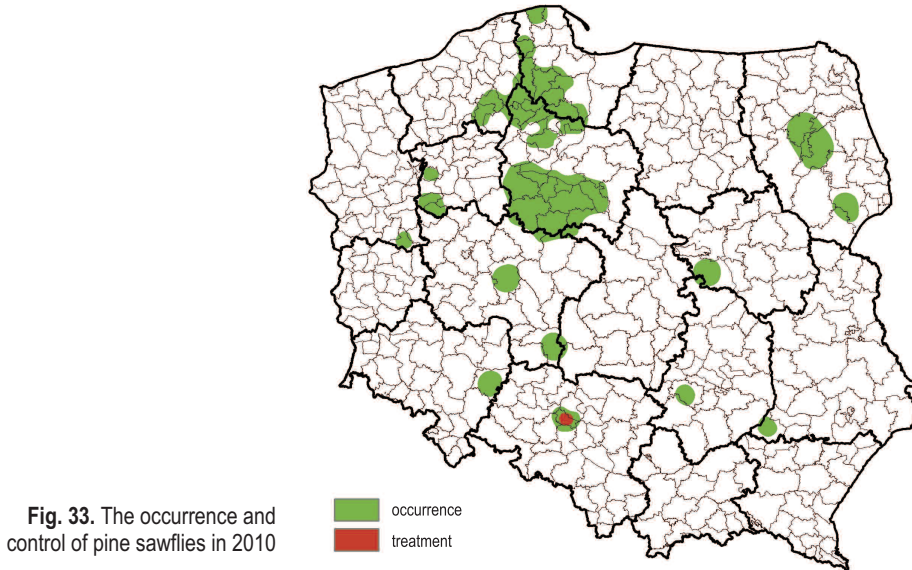 Fig. 33. The occurrence and
control of pine sawflies in 2010
occurrence
treatment